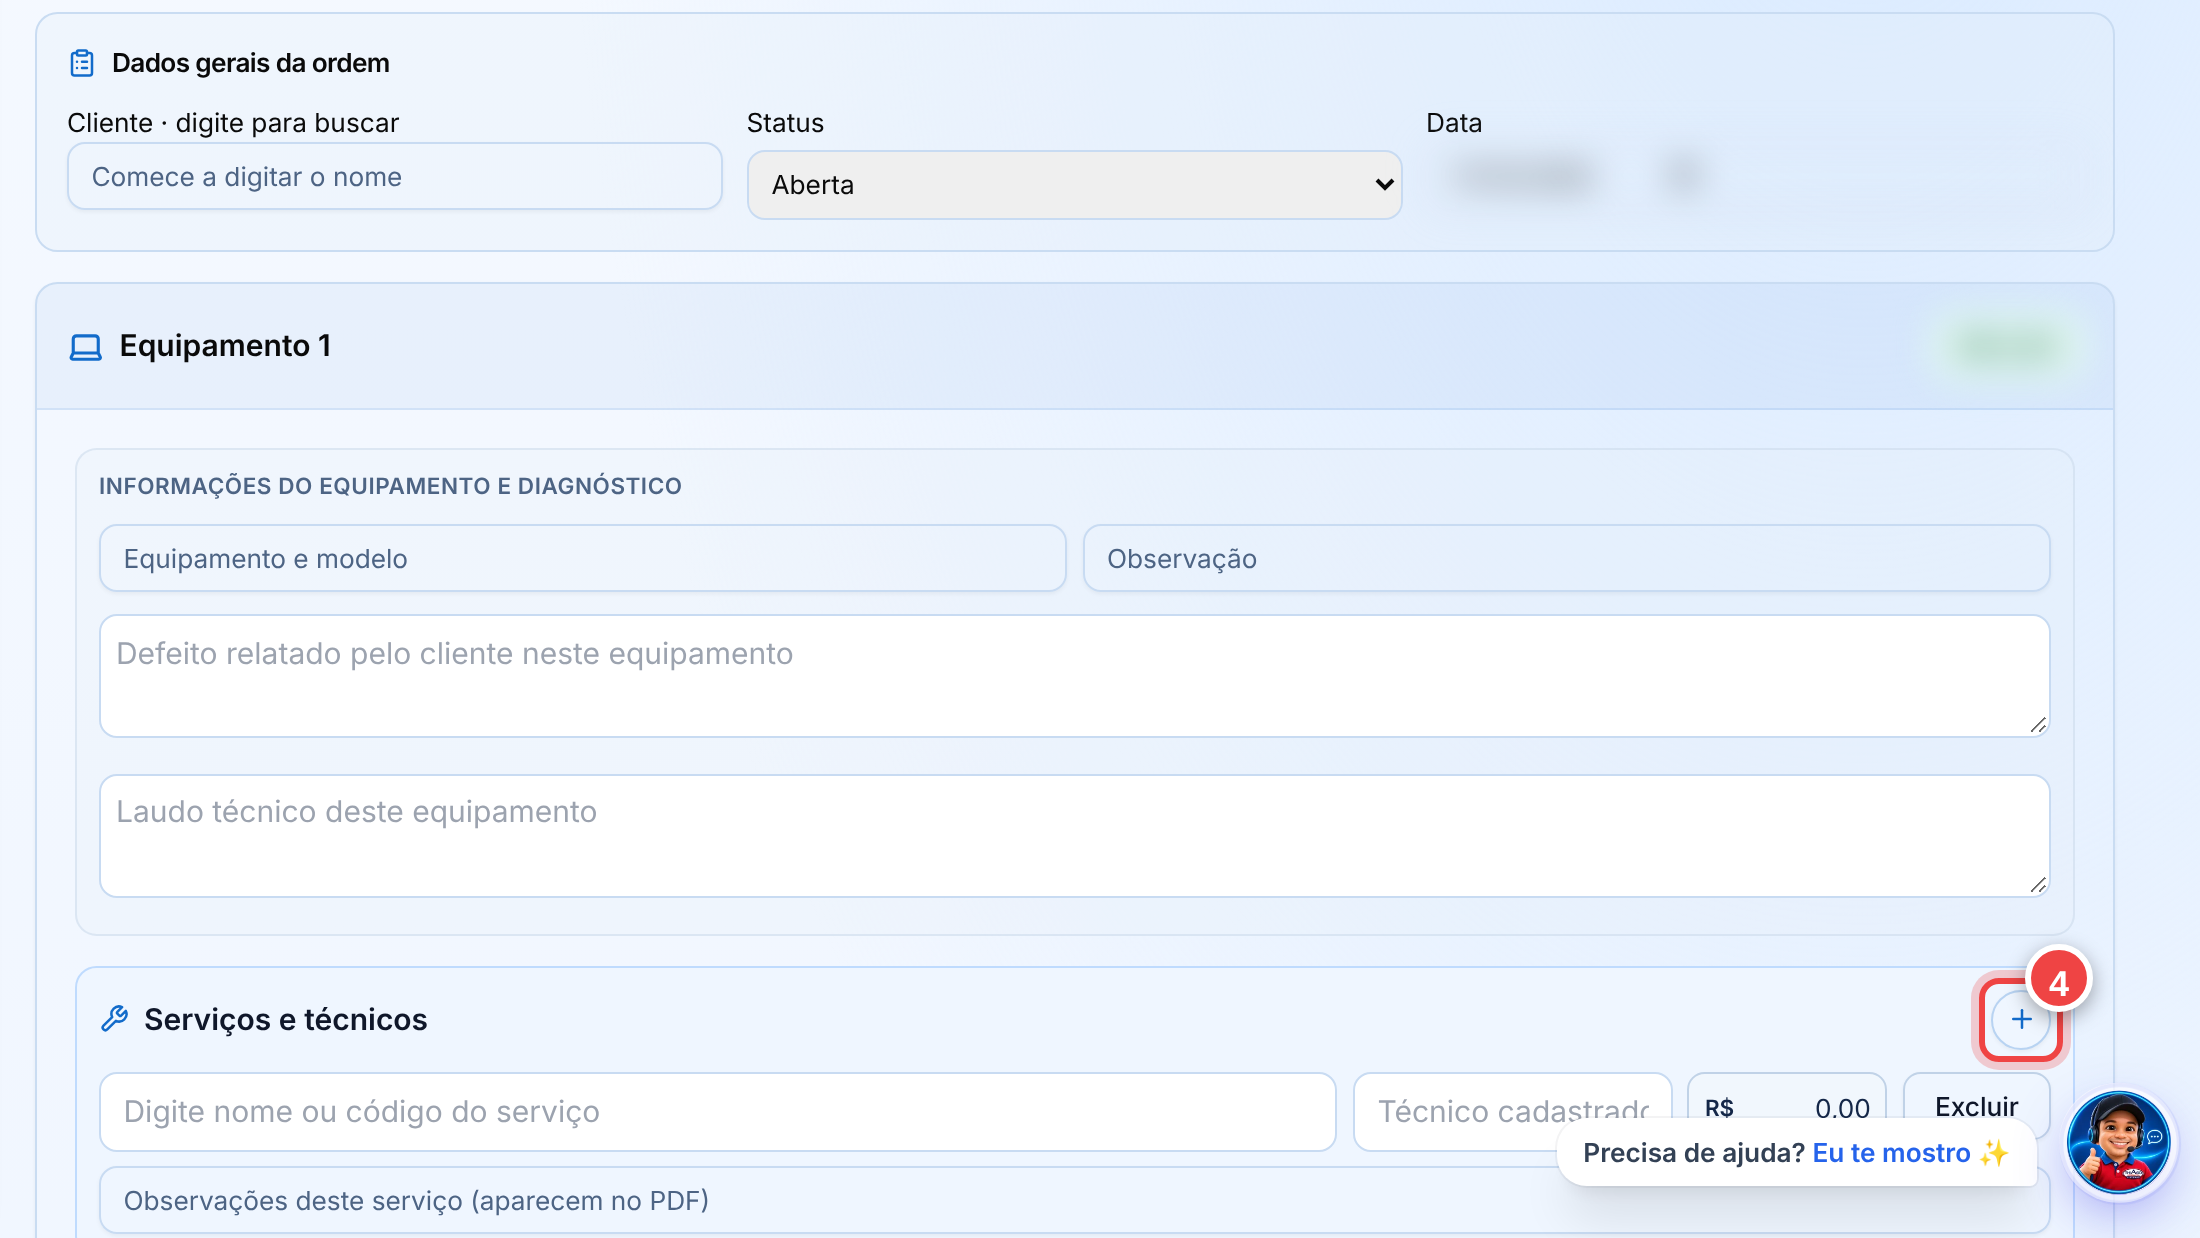 Dados gerais da ordem
Cliente · digite para buscar
Status
Data
Comece a digitar o nome
Aberta
Equipamento 1
INFORMAÇÕES DO EQUIPAMENTO E DIAGNÓSTICO
Equipamento e modelo
Observação
Defeito relatado pelo cliente neste equipamento
Laudo técnico deste equipamento
4
Serviços e técnicos
+
Digite nome ou código do serviço
Técnico cadastrado
R$ 0,00
Excluir
Precisa de ajuda? Eu te mostro ✨
Observações deste serviço (aparecem no PDF)